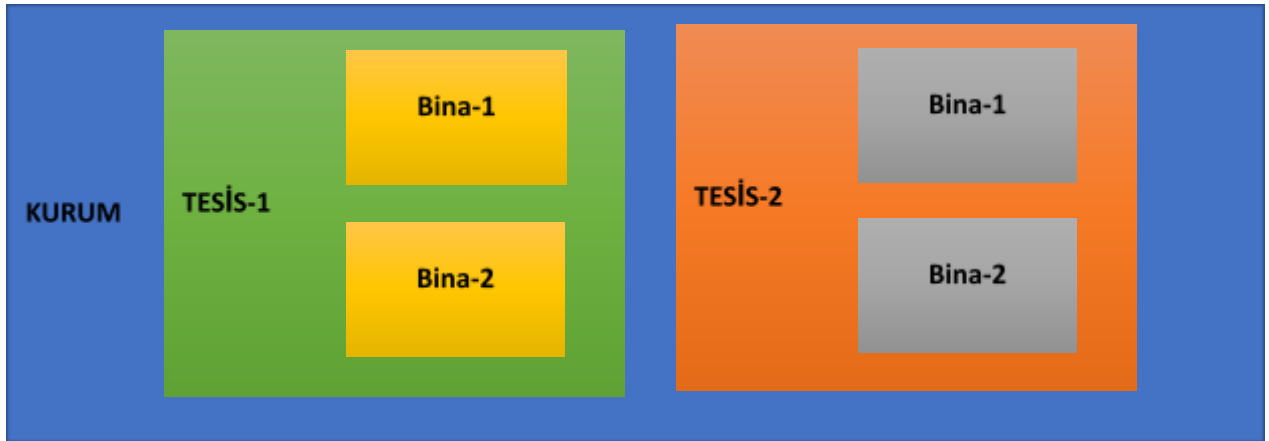 KURUM
TESİS-1
Bina-1
Bina-2
TESİS-2
Bina-1
Bina-2